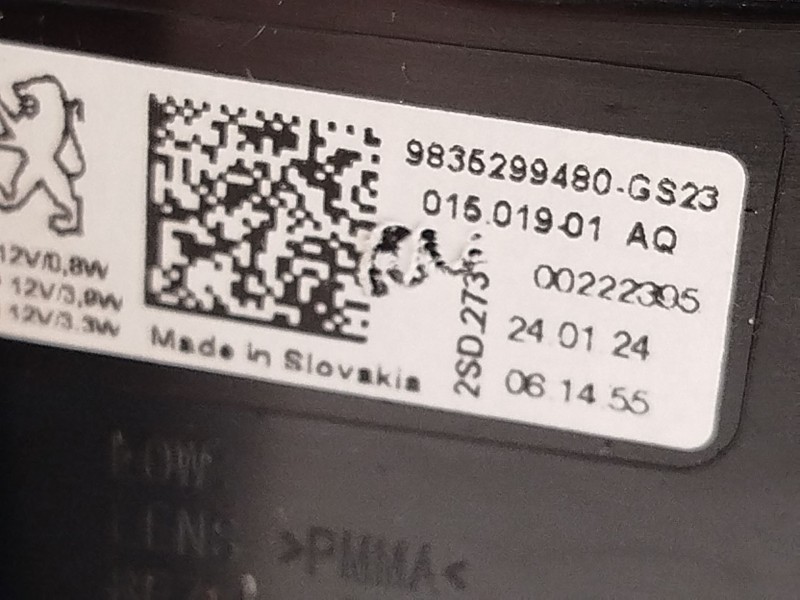 9835299480-GS23
015.019-01 AQ
00222305
24 01 24
06 14 55
2SD.273
12V/0,8W
12V/3,9W
12V/3.3W
Made in Slovakia
LENS >PMMA<